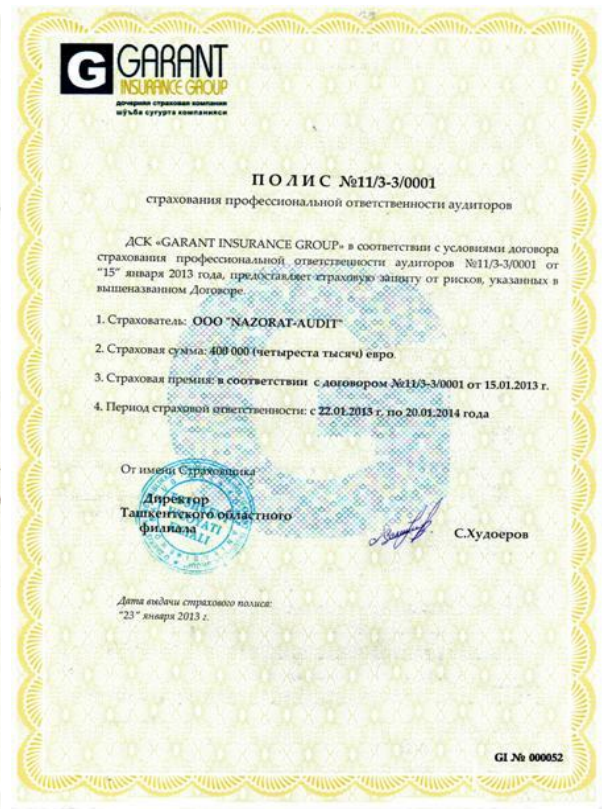 G GARANT
INSURANCE GROUP
дочерняя страховая компания
шўъба суғурта компанияси
ПОЛИС №11/3-3/0001
страхования профессиональной ответственности аудиторов
ДСК «GARANT INSURANCE GROUP» в соответствии с условиями договора
страхования профессиональной ответственности аудиторов №11/3-3/0001 от
"15" января 2013 года, предоставляет страховую защиту от рисков, указанных в
вышеназванном Договоре.
1. Страхователь: ООО "NAZORAT-AUDIT"
2. Страховая сумма: 400 000 (четыреста тысяч) евро.
3. Страховая премия: в соответствии с договором №11/3-3/0001 от 15.01.2013 г.
4. Период страховой ответственности: с 22.01.2013 г. по 20.01.2014 года
От имени Страховщика
Директор
Ташкентского областного
филиала
С.Худоеров
Дата выдачи страхового полиса:
"23" января 2013 г.
GI № 000052